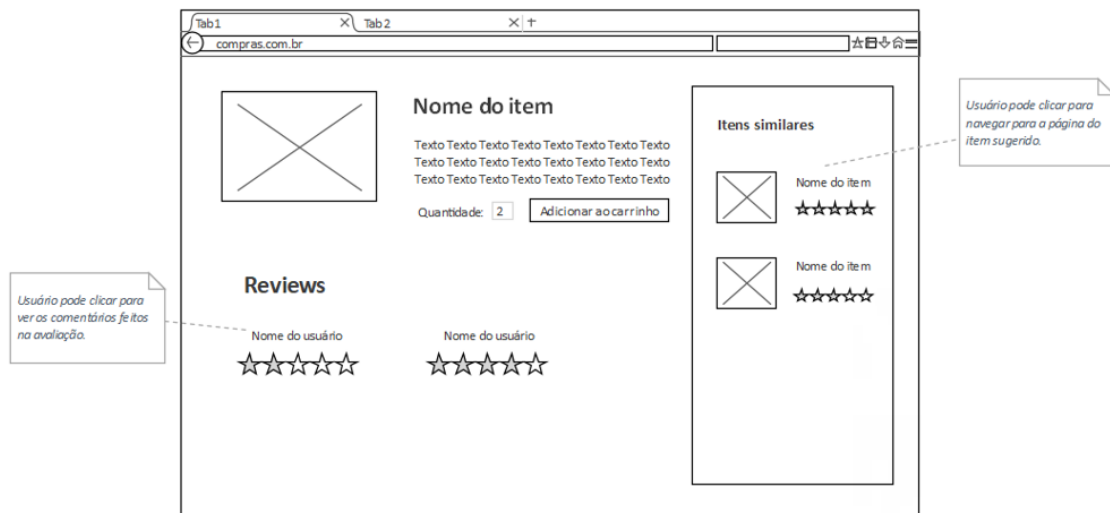 Tab1
Tab 2
compras.com.br
Nome do item
Texto Texto Texto Texto Texto Texto Texto Texto
Texto Texto Texto Texto Texto Texto Texto Texto
Texto Texto Texto Texto Texto Texto Texto Texto
Quantidade: 2 Adicionar ao carrinho
Itens similares
Nome do item
Nome do item
Usuário pode clicar para
navegar para a página do
item sugerido.
Reviews
Nome do usuário
Nome do usuário
Usuário pode clicar para
ver os comentários feitos
na avaliação.